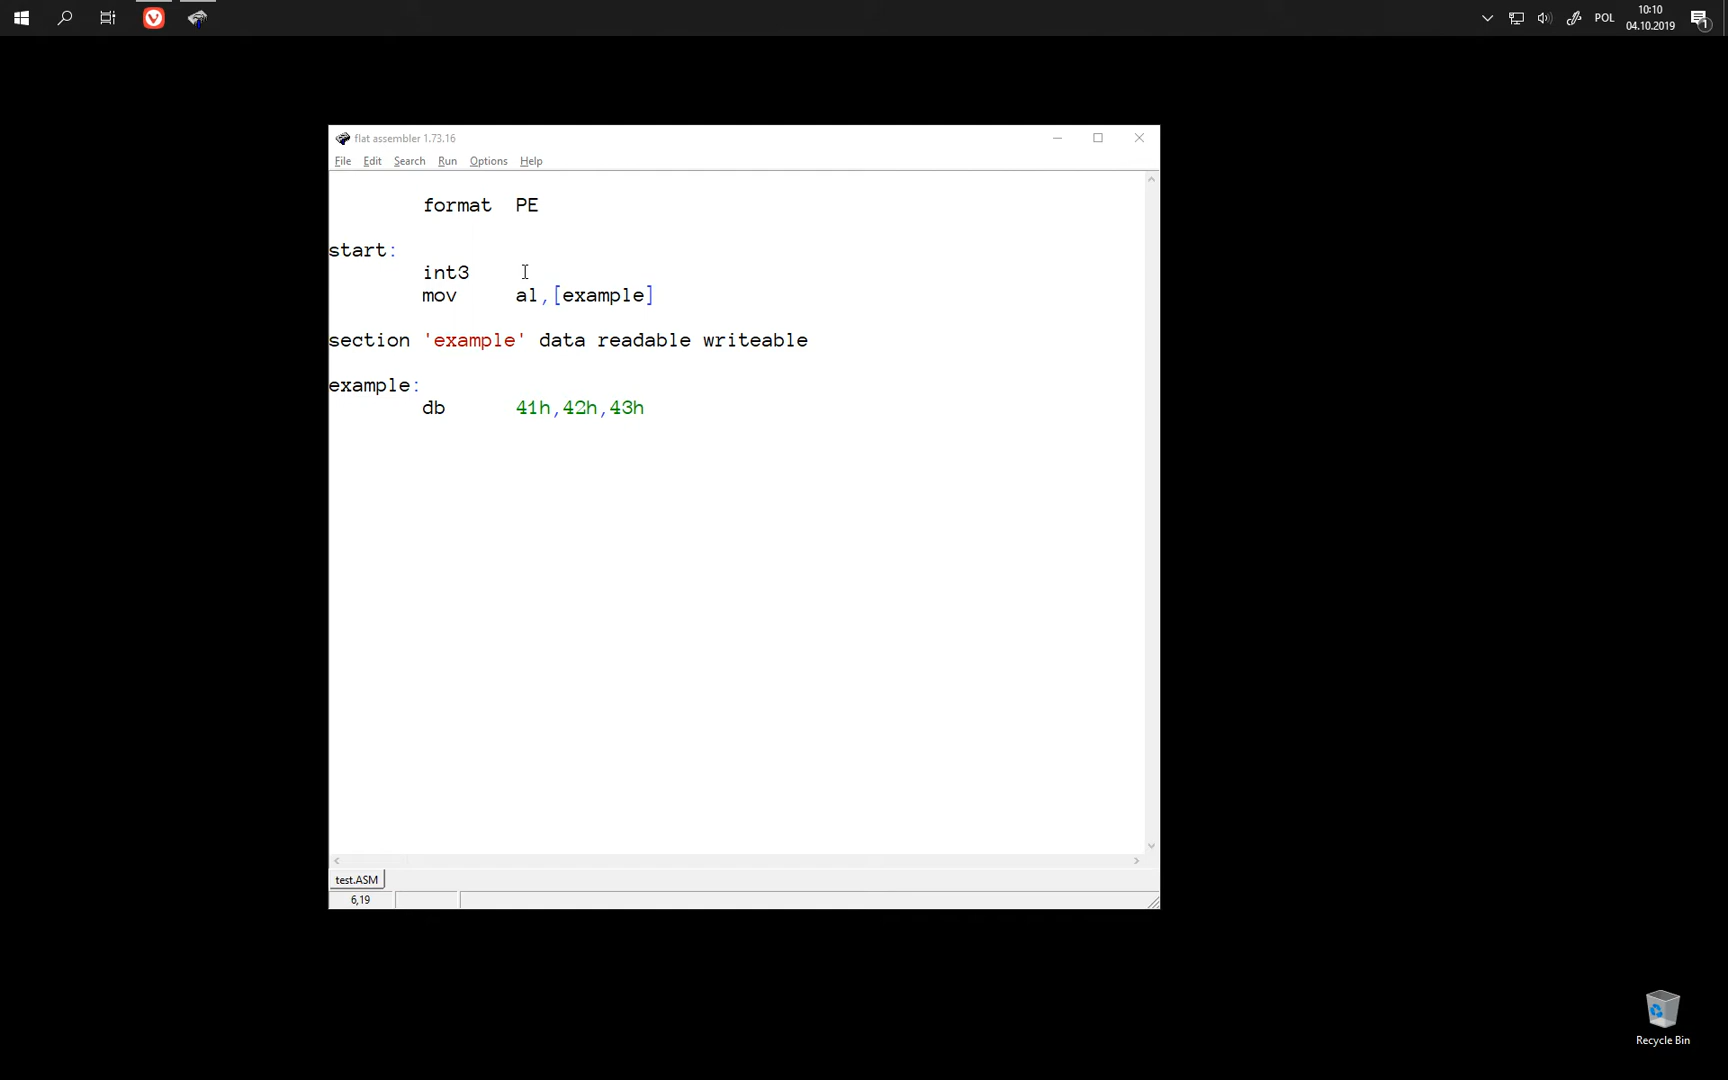 POL
10:10
04.10.2019
1
flat assembler 1.73.16
File Edit Search Run Options Help
format PE
start:
int3
mov al,[example]
section 'example' data readable writeable
example:
db 41h,42h,43h
test.ASM
6,19
Recycle Bin